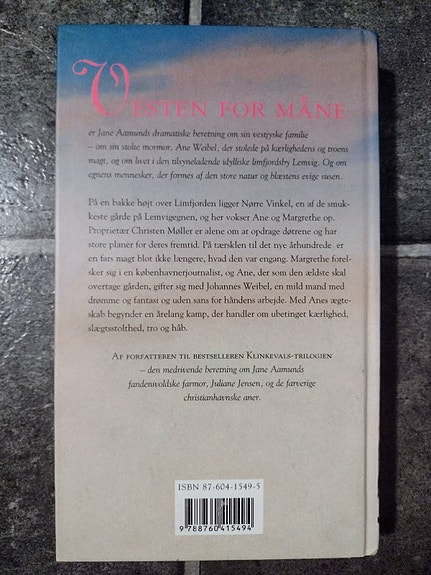 VESTEN FOR MÅNE
er Jane Aamunds dramatiske beretning om sin vestjyske familie
– om sin stolte mormor, Ane Weibel, der stolede på kærlighedens og troens
magt, og om livet i den tilsyneladende idylliske limfjordsby Lemvig. Og om
egnens mennesker, der formes af den store natur og blæstens evige susen.
På en bakke højt over Limfjorden ligger Nørre Vinkel, en af de smuk-
keste gårde på Lemvigegnen, og her vokser Ane og Margrethe op.
Proprietær Christen Møller er alene om at opdrage døtrene og har
store planer for deres fremtid. På tærsklen til det nye århundrede er
en fars magt blot ikke længere, hvad den var engang. Margrethe forel-
sker sig i en københavnerjournalist, og Ane, der som den ældste skal
overtage gården, gifter sig med Johannes Weibel, en mild mand med
drømme og fantasi og uden sans for håndens arbejde. Med Anes ægte-
skab begynder en årelang kamp, der handler om ubetinget kærlighed,
slægtsstolthed, tro og håb.
AF FORFATTEREN TIL BESTSELLEREN KLINKEVALS-TRILOGIEN
– den medrivende beretning om Jane Aamunds
fandenivoldske farmor, Juliane Jensen, og de farverige
christianhavnske aner.
ISBN 87-604-1549-5
9 788760 415494